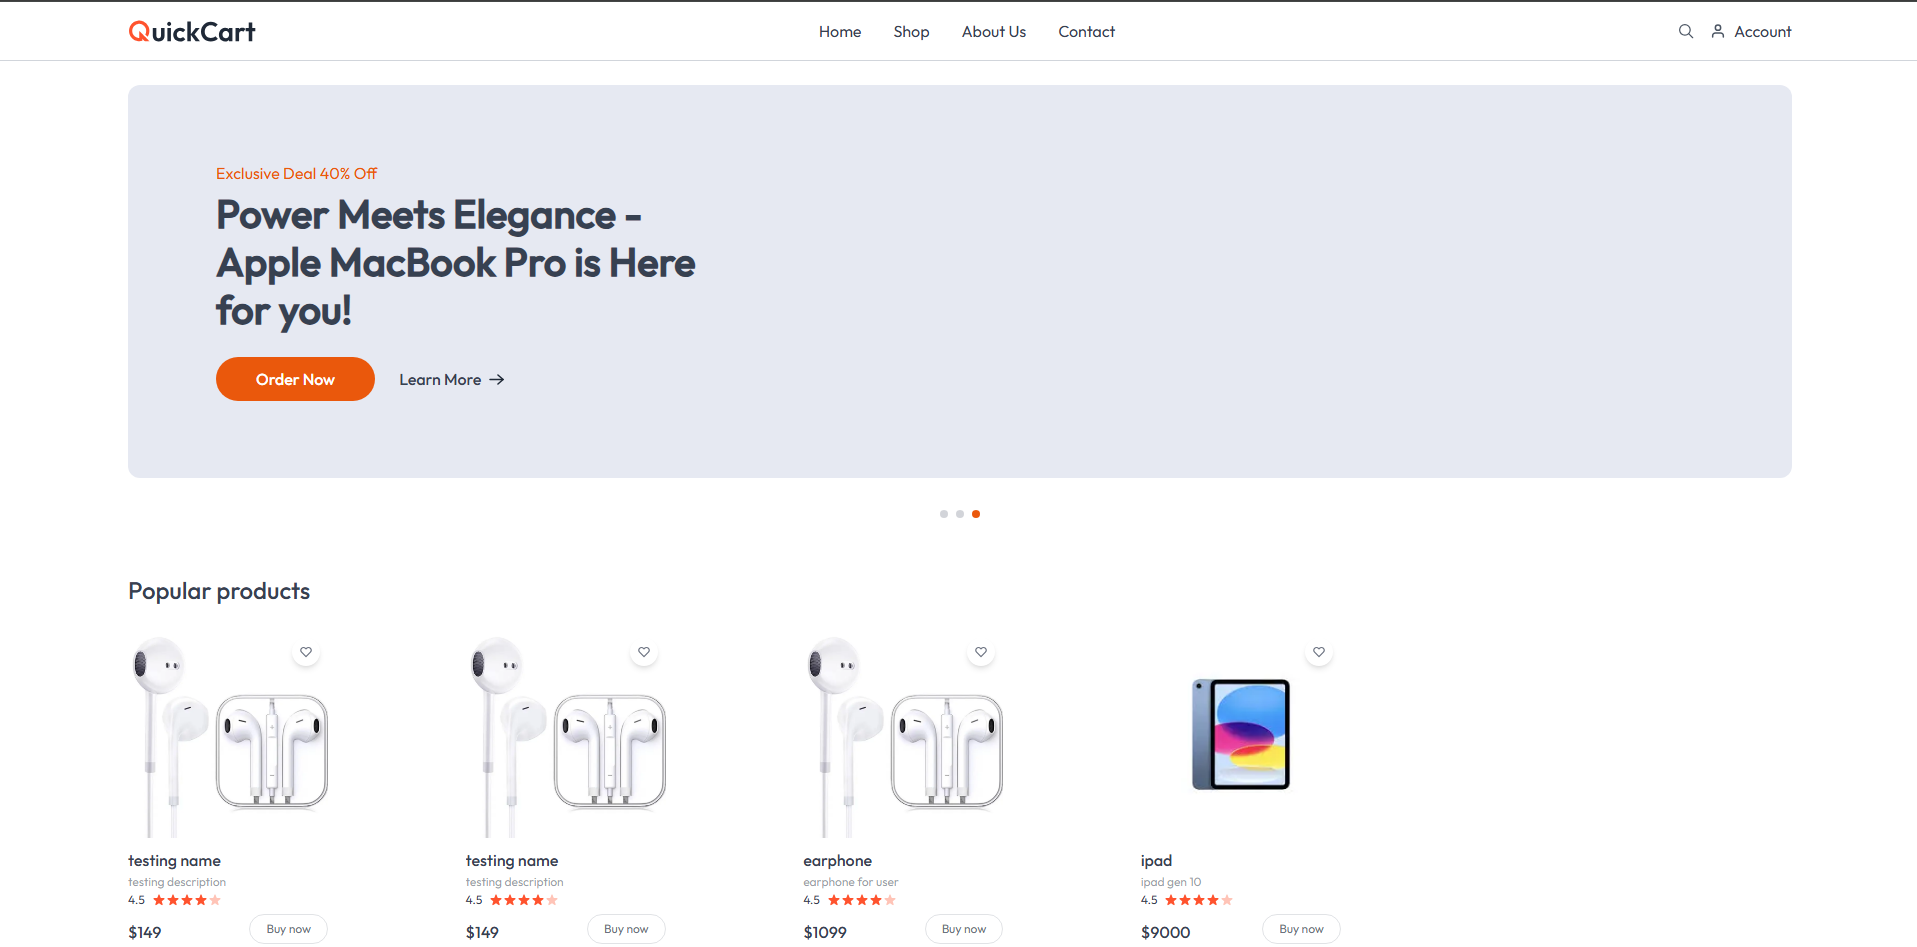 QuickCart
Home Shop About Us Contact
Account
Exclusive Deal 40% Off
Power Meets Elegance -
Apple MacBook Pro is Here
for you!
Order Now
Learn More
Popular products
testing name
testing description
4.5
$149
Buy now
testing name
testing description
4.5
$149
Buy now
earphone
earphone for user
4.5
$1099
Buy now
ipad
ipad gen 10
4.5
$9000
Buy now